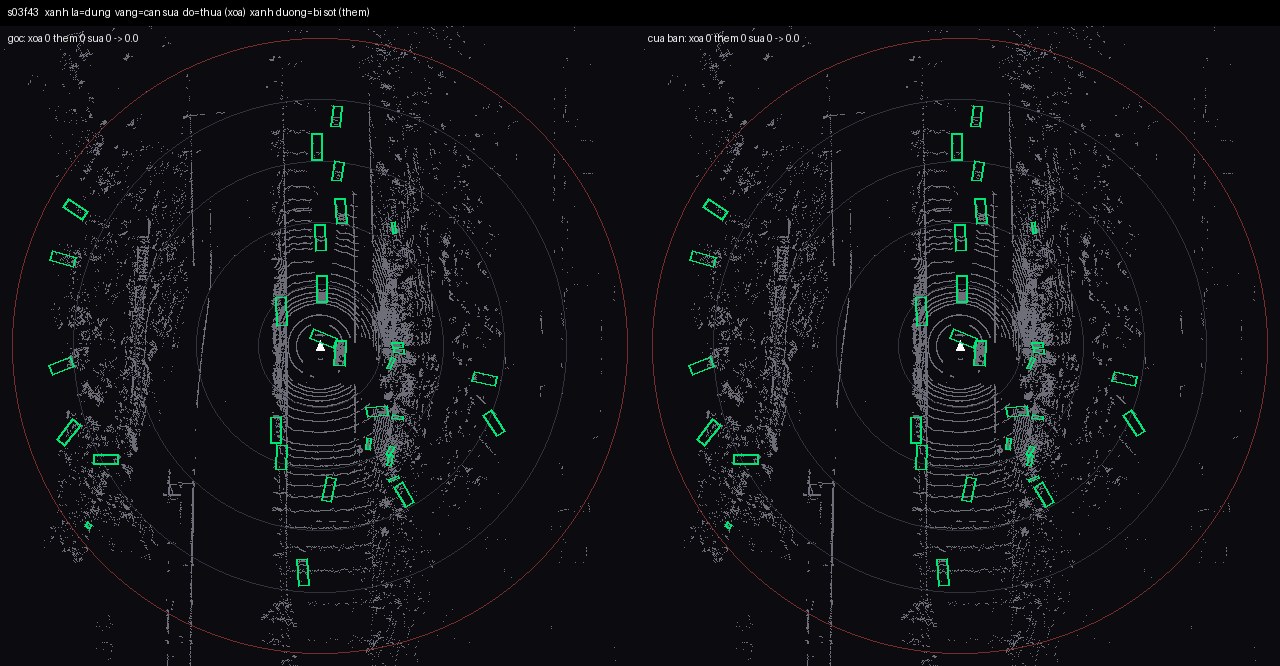 s03f43 xanh la=dung vang=can sua do=thua (xoa) xanh duong=bi sot (them)
goc: xoa 0 them 0 sua 0 -> 0.0
cua ban: xoa 0 them 0 sua 0 -> 0.0